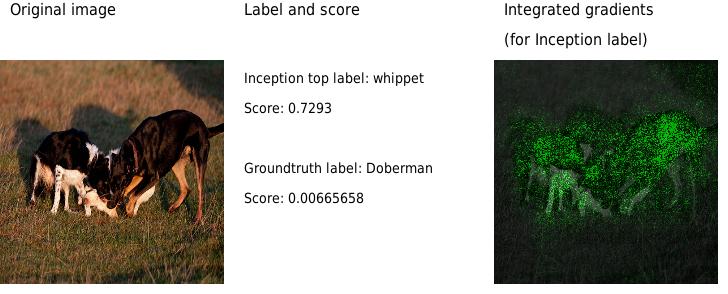 Original image
Label and score
Integrated gradients
(for Inception label)
Inception top label: whippet
Score: 0.7293
Groundtruth label: Doberman
Score: 0.00665658